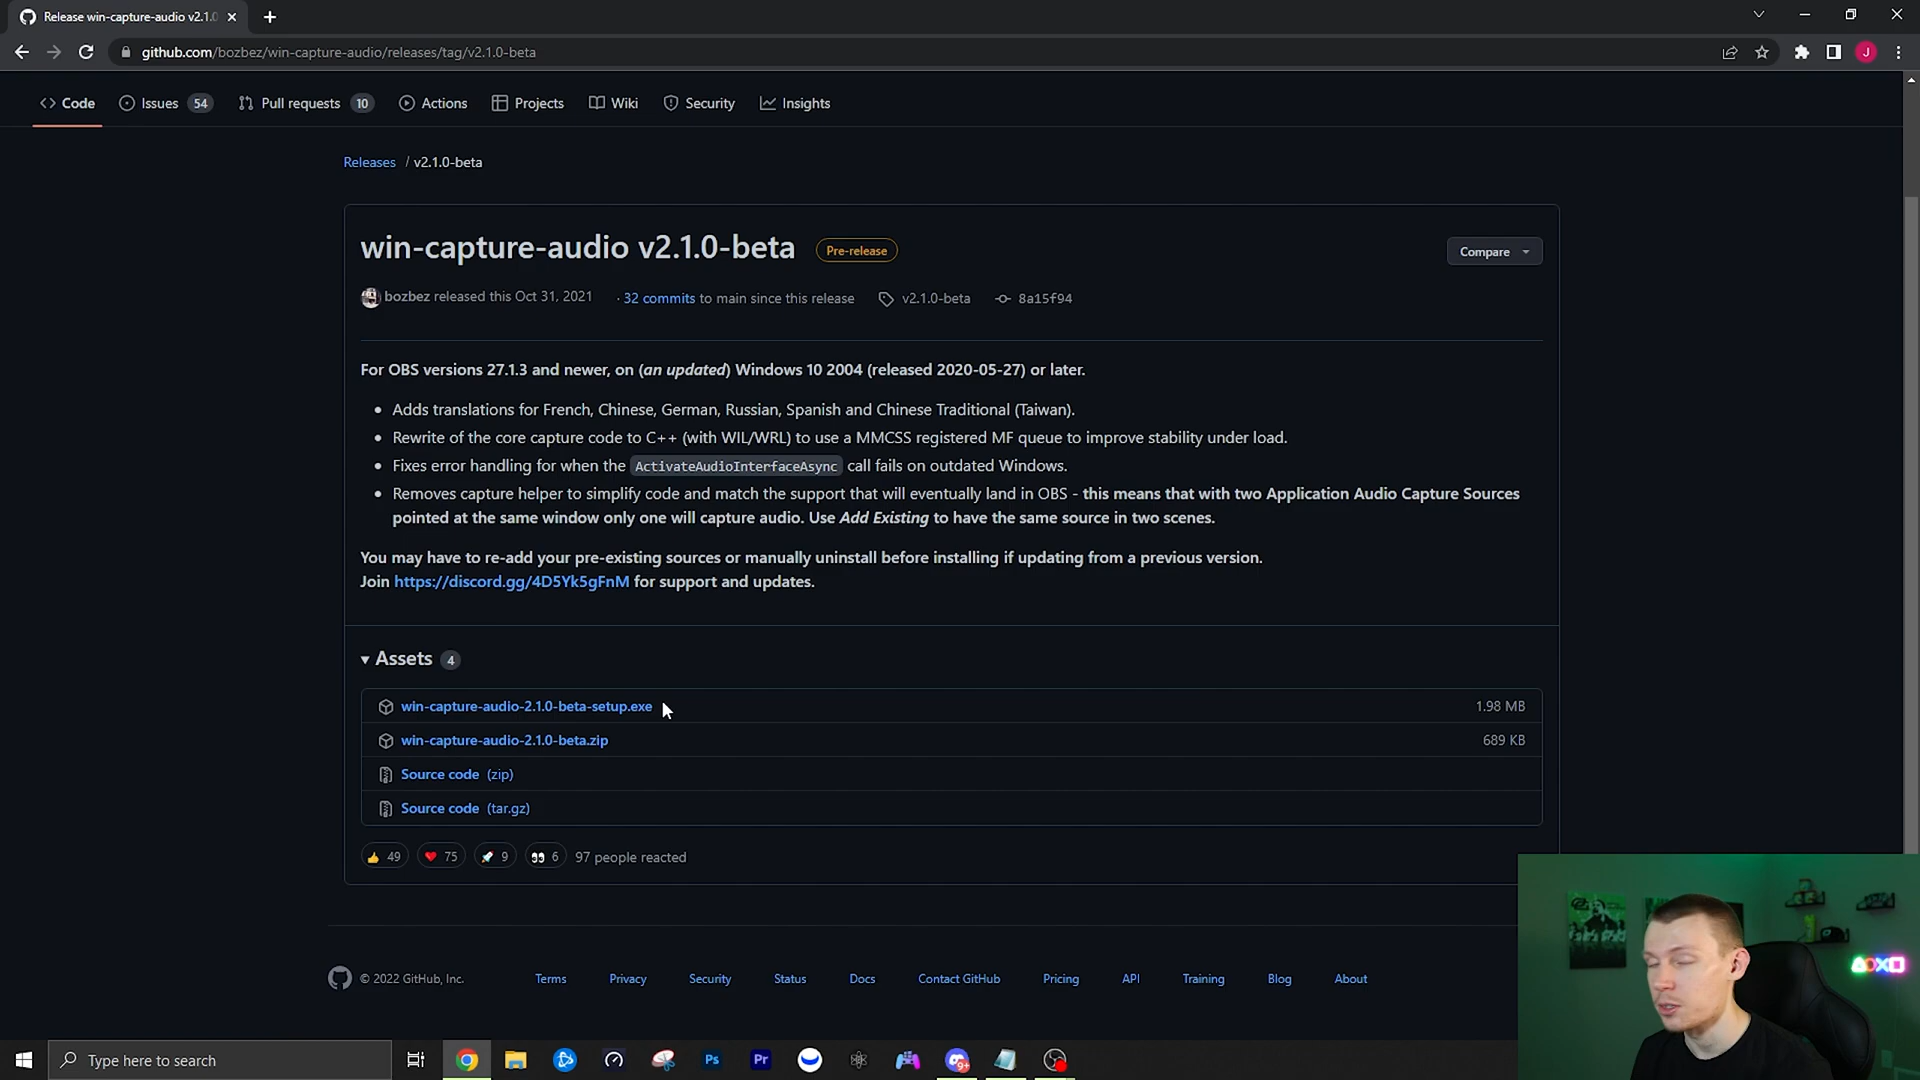 Release win-capture-audio v2.1.0
github.com/bozbez/win-capture-audio/releases/tag/v2.1.0-beta
J
Code Issues 54 Pull requests 10 Actions Projects Wiki Security Insights
Releases / v2.1.0-beta
win-capture-audio v2.1.0-beta Pre-release
Compare
bozbez released this Oct 31, 2021 · 32 commits to main since this release v2.1.0-beta 8a15f94
For OBS versions 27.1.3 and newer, on (an updated) Windows 10 2004 (released 2020-05-27) or later.
• Adds translations for French, Chinese, German, Russian, Spanish and Chinese Traditional (Taiwan).
• Rewrite of the core capture code to C++ (with WIL/WRL) to use a MMCSS registered MF queue to improve stability under load.
• Fixes error handling for when the ActivateAudioInterfaceAsync call fails on outdated Windows.
• Removes capture helper to simplify code and match the support that will eventually land in OBS - this means that with two Application Audio Capture Sources
pointed at the same window only one will capture audio. Use Add Existing to have the same source in two scenes.
You may have to re-add your pre-existing sources or manually uninstall before installing if updating from a previous version.
Join https://discord.gg/4D5Yk5gFnM for support and updates.
Assets 4
win-capture-audio-2.1.0-beta-setup.exe 1.98 MB
win-capture-audio-2.1.0-beta.zip 689 KB
Source code (zip)
Source code (tar.gz)
49 75 9 6 97 people reacted
© 2022 GitHub, Inc. Terms Privacy Security Status Docs Contact GitHub Pricing API Training Blog About
Type here to search
Ps
Pr
9+